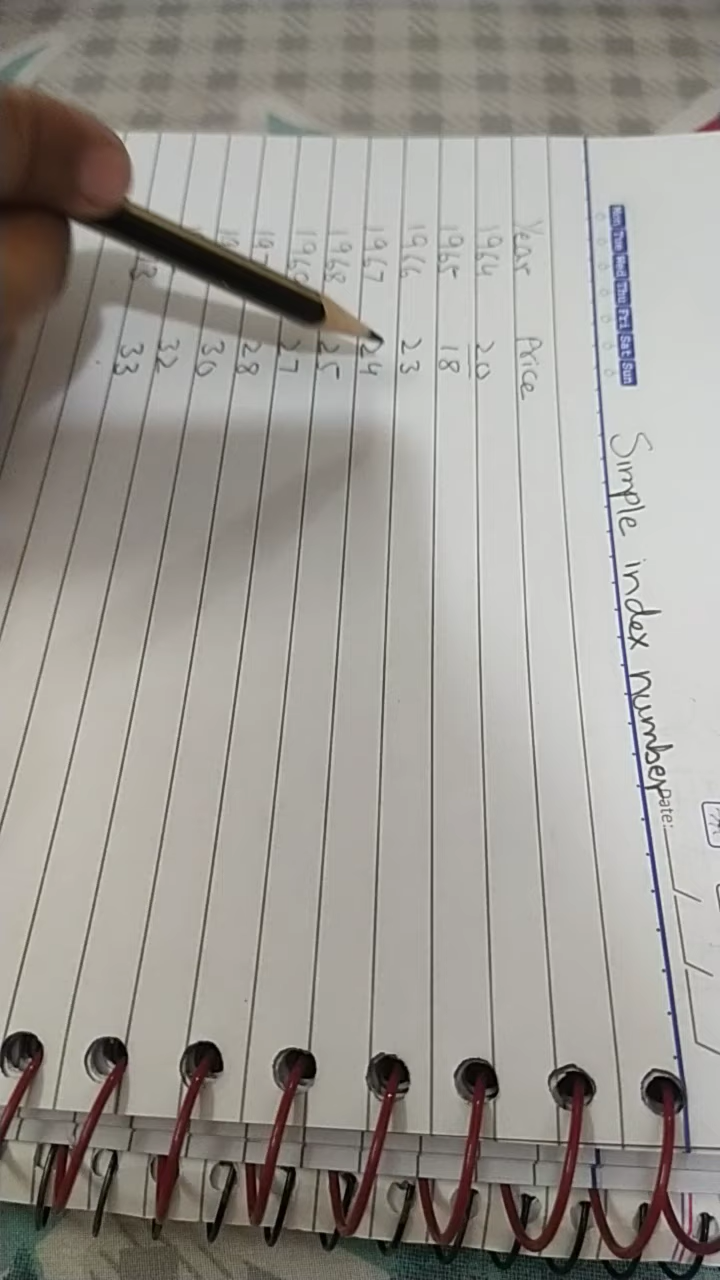 Mon Tue Wed Thu Fri Sat Sun
Date:
Simple index number
Year Price
1964 20
1965 18
1966 23
1967 24
1968 25
1969 27
28
30
32
33